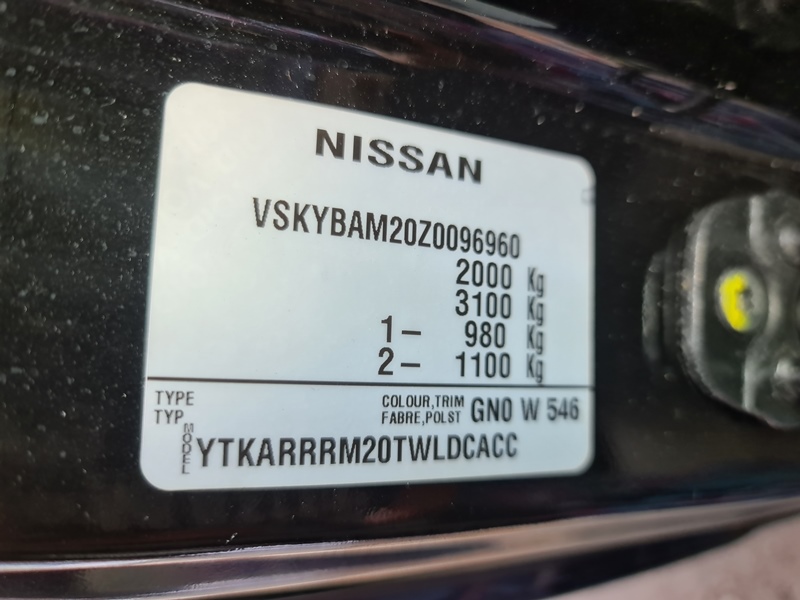 NISSAN
VSKYBAM20Z0096960
2000 Kg
3100 Kg
1- 980 Kg
2- 1100 Kg
TYPE
TYP
COLOUR,TRIM
FABRE,POLST
GN0 W 546
MODEL
YTKARRRM20TWLDCACC